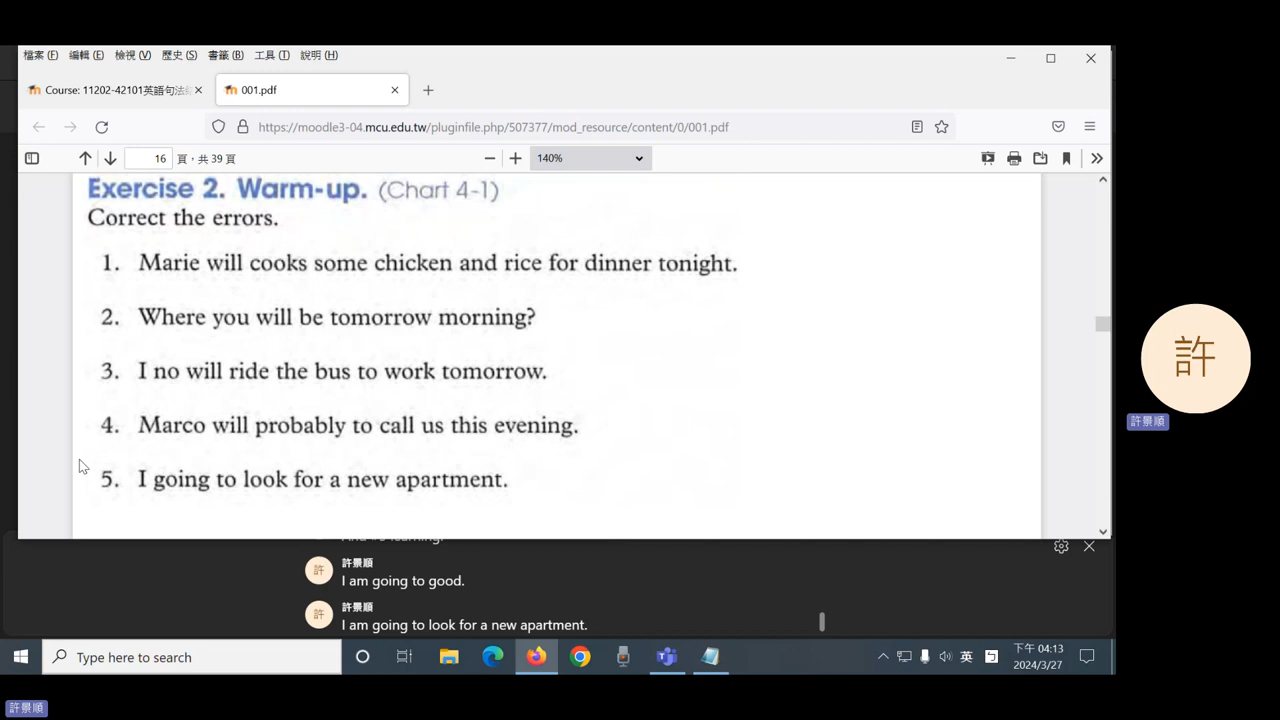 檔案 (F) 編輯 (E) 檢視 (V) 歷史 (S) 書籤 (B) 工具 (T) 說明 (H)
Course: 11202-42101英語句法
001.pdf
https://moodle3-04.mcu.edu.tw/pluginfile.php/507377/mod_resource/content/0/001.pdf
16 頁，共 39 頁
140%
Exercise 2. Warm-up. (Chart 4-1)
Correct the errors.
1. Marie will cooks some chicken and rice for dinner tonight.
2. Where you will be tomorrow morning?
3. I no will ride the bus to work tomorrow.
4. Marco will probably to call us this evening.
5. I going to look for a new apartment.
許
許景順
許
許景順
I am going to good.
許
許景順
I am going to look for a new apartment.
Type here to search
英
下午 04:13
2024/3/27
許景順